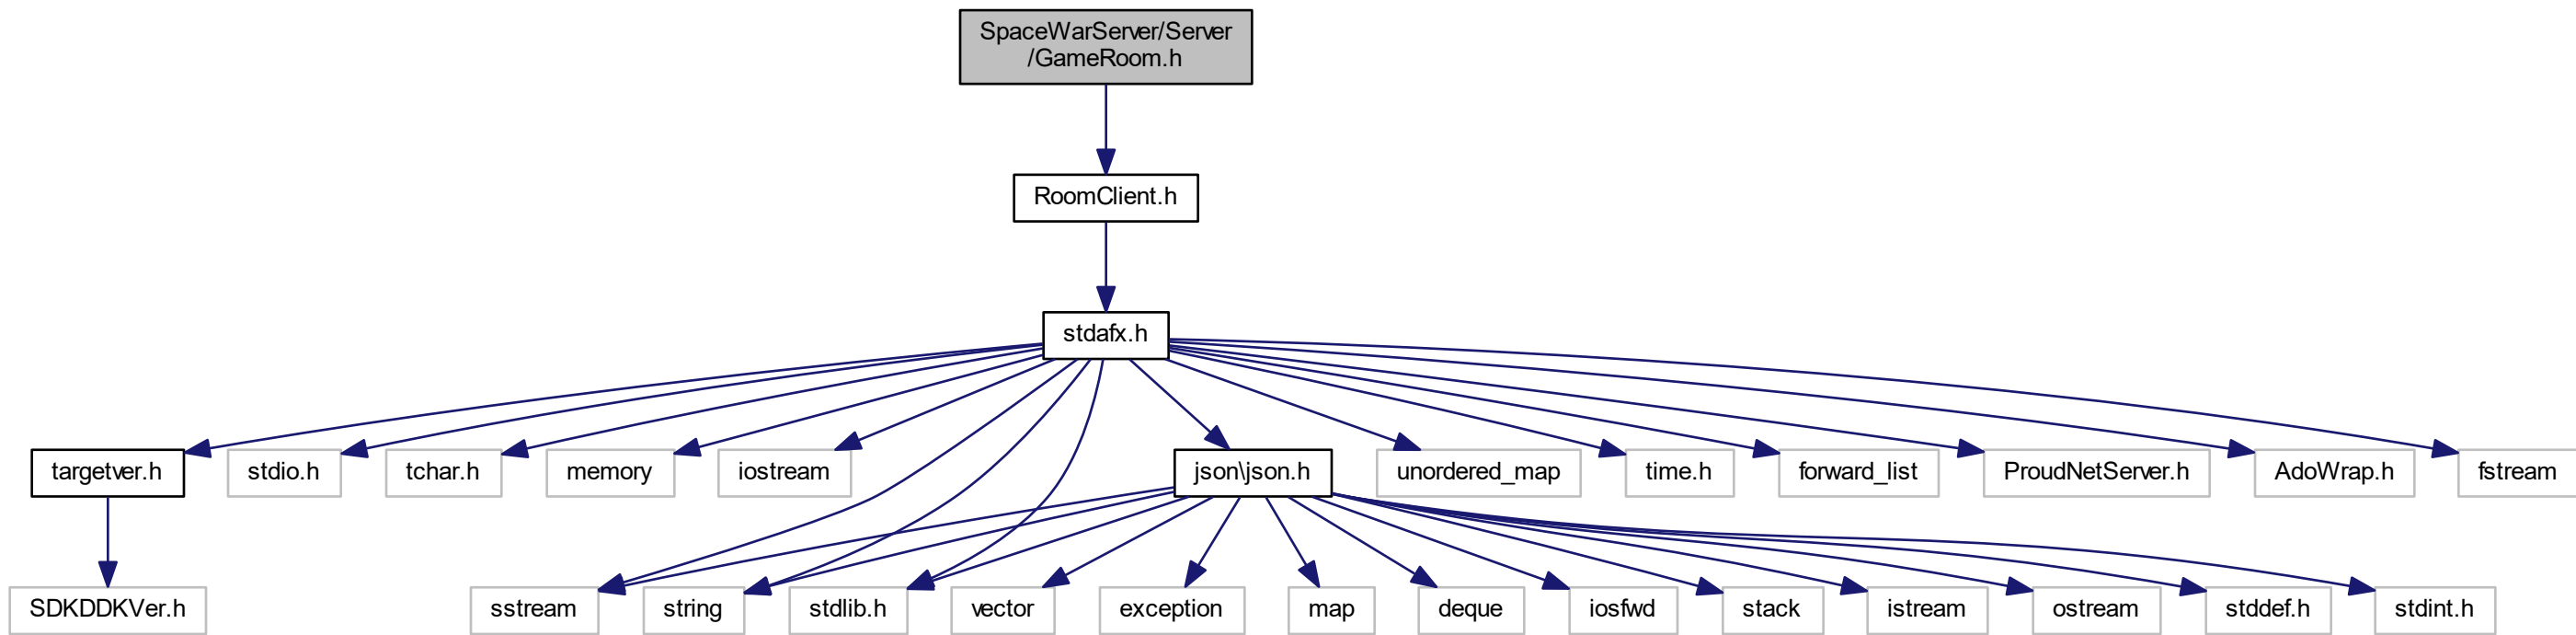 SpaceWarServer/Server
/GameRoom.h
RoomClient.h
stdafx.h
targetver.h
stdio.h
tchar.h
memory
iostream
json\json.h
unordered_map
time.h
forward_list
ProudNetServer.h
AdoWrap.h
fstream
SDKDDKVer.h
sstream
string
stdlib.h
vector
exception
map
deque
iosfwd
stack
istream
ostream
stddef.h
stdint.h